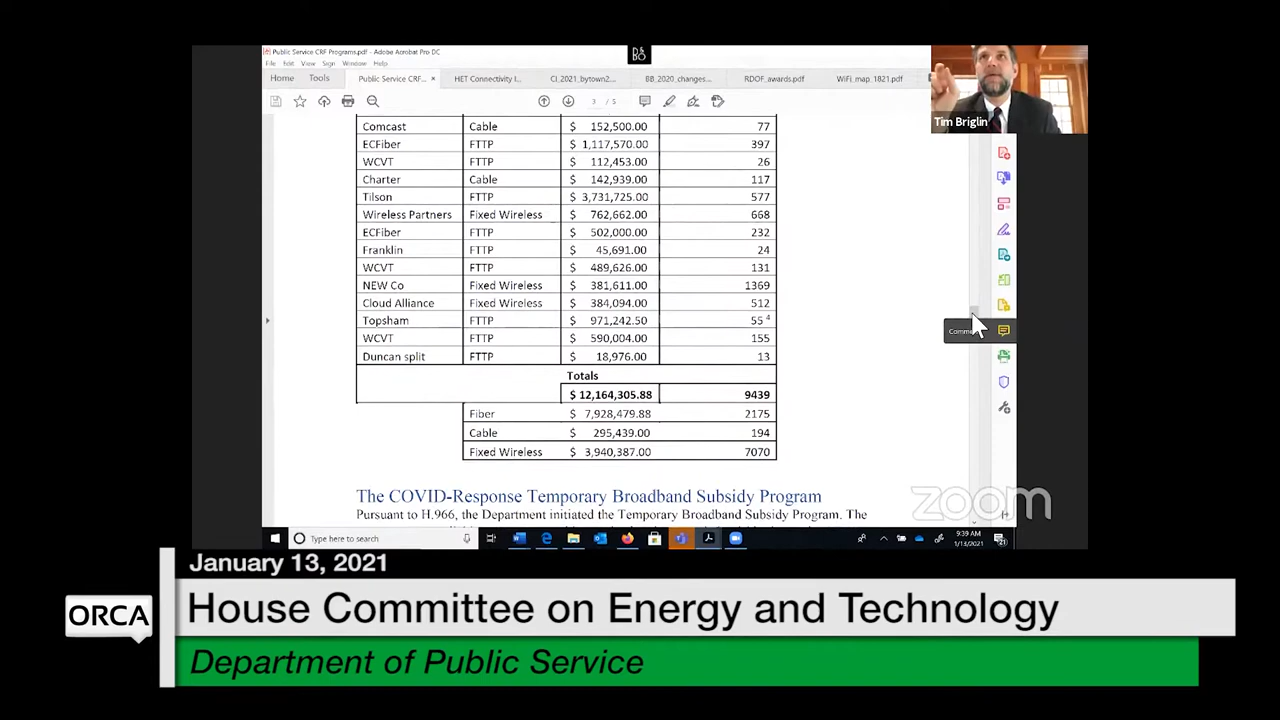 Public Service CRF Programs.pdf - Adobe Acrobat Pro DC
File Edit View Sign Window Help
Home Tools Public Service CRF... × HET Connectivity I... CI_2021_bytown2... BB_2020_changes... RDOF_awards.pdf WiFi_map_1821.pdf
3 / 5
Tim Briglin
Comcast Cable $ 152,500.00 77
ECFiber FTTP $ 1,117,570.00 397
WCVT FTTP $ 112,453.00 26
Charter Cable $ 142,939.00 117
Tilson FTTP $ 3,731,725.00 577
Wireless Partners Fixed Wireless $ 762,662.00 668
ECFiber FTTP $ 502,000.00 232
Franklin FTTP $ 45,691.00 24
WCVT FTTP $ 489,626.00 131
NEW Co Fixed Wireless $ 381,611.00 1369
Cloud Alliance Fixed Wireless $ 384,094.00 512
Topsham FTTP $ 971,242.50 55 4
WCVT FTTP $ 590,004.00 155
Duncan split FTTP $ 18,976.00 13
Totals
$ 12,164,305.88 9439
Fiber $ 7,928,479.88 2175
Cable $ 295,439.00 194
Fixed Wireless $ 3,940,387.00 7070
The COVID-Response Temporary Broadband Subsidy Program
Pursuant to H.966, the Department initiated the Temporary Broadband Subsidy Program. The
zoom
Type here to search
9:39 AM
1/13/2021
January 13, 2021
ORCA
House Committee on Energy and Technology
Department of Public Service